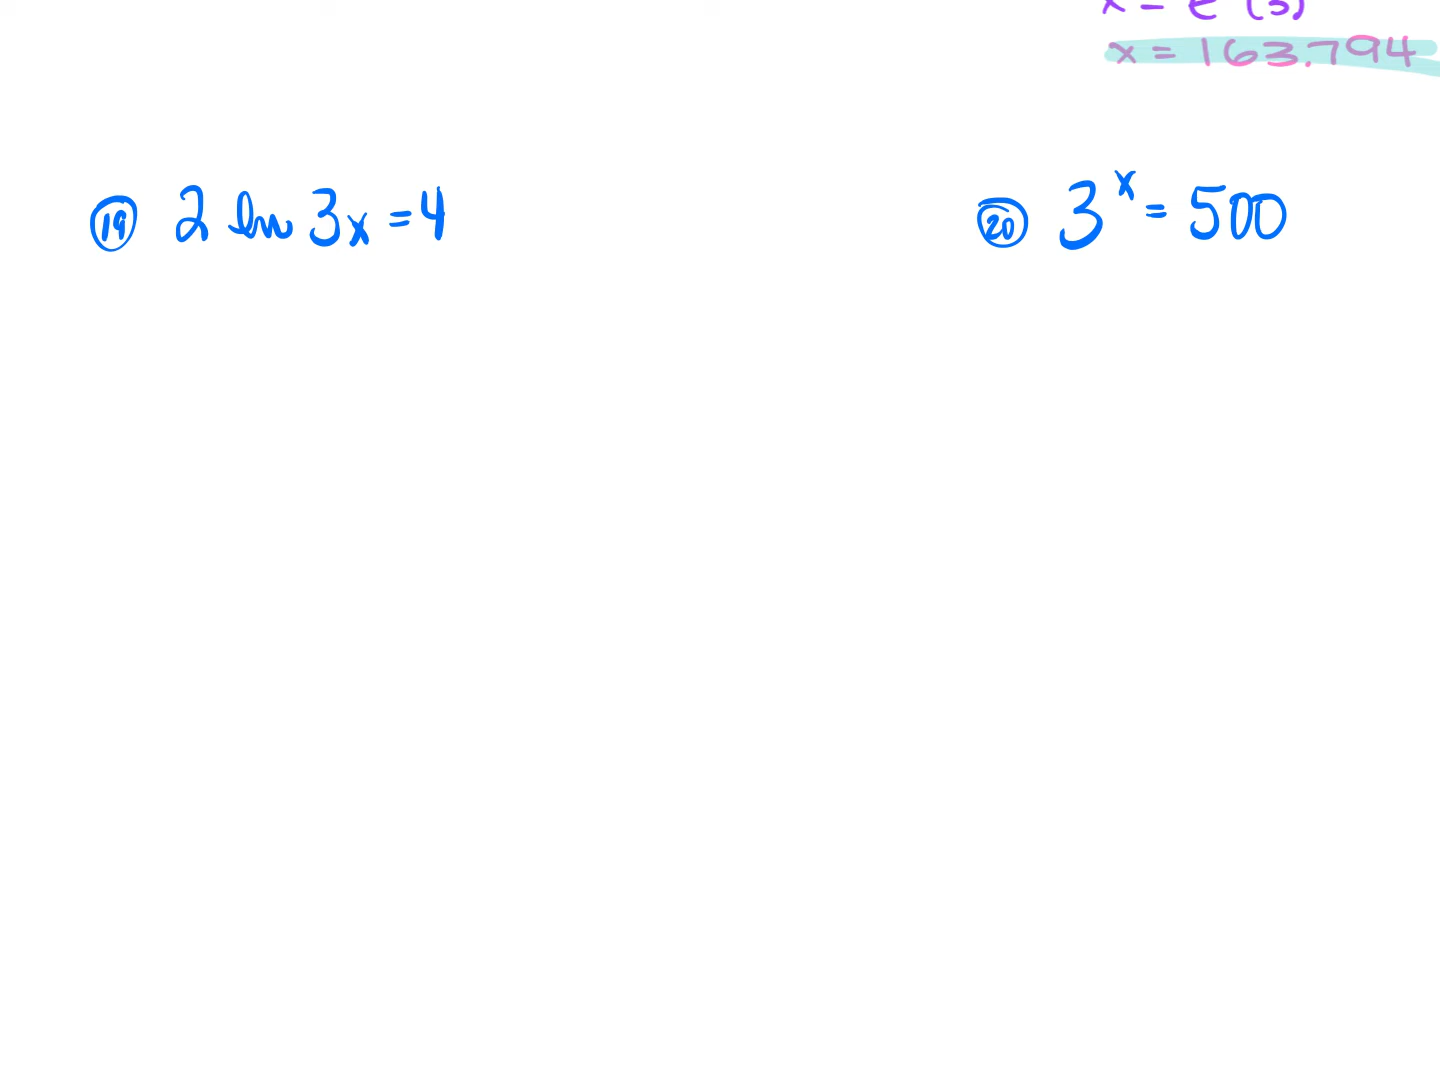 x = 163.794
19 2 ln 3x = 4
20 3^x = 500